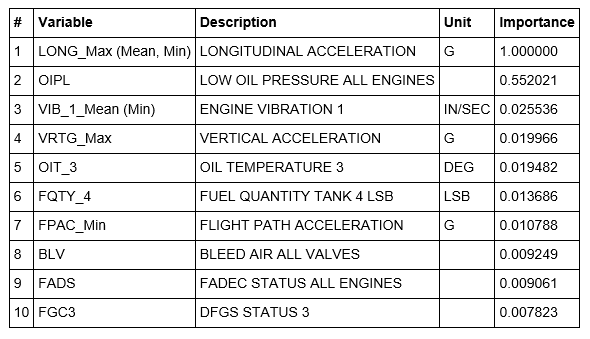 # Variable Description Unit Importance
1 LONG_Max (Mean, Min) LONGITUDINAL ACCELERATION G 1.000000
2 OIPL LOW OIL PRESSURE ALL ENGINES 0.552021
3 VIB_1_Mean (Min) ENGINE VIBRATION 1 IN/SEC 0.025536
4 VRTG_Max VERTICAL ACCELERATION G 0.019966
5 OIT_3 OIL TEMPERATURE 3 DEG 0.019482
6 FQTY_4 FUEL QUANTITY TANK 4 LSB LSB 0.013686
7 FPAC_Min FLIGHT PATH ACCELERATION G 0.010788
8 BLV BLEED AIR ALL VALVES 0.009249
9 FADS FADEC STATUS ALL ENGINES 0.009061
10 FGC3 DFGS STATUS 3 0.007823